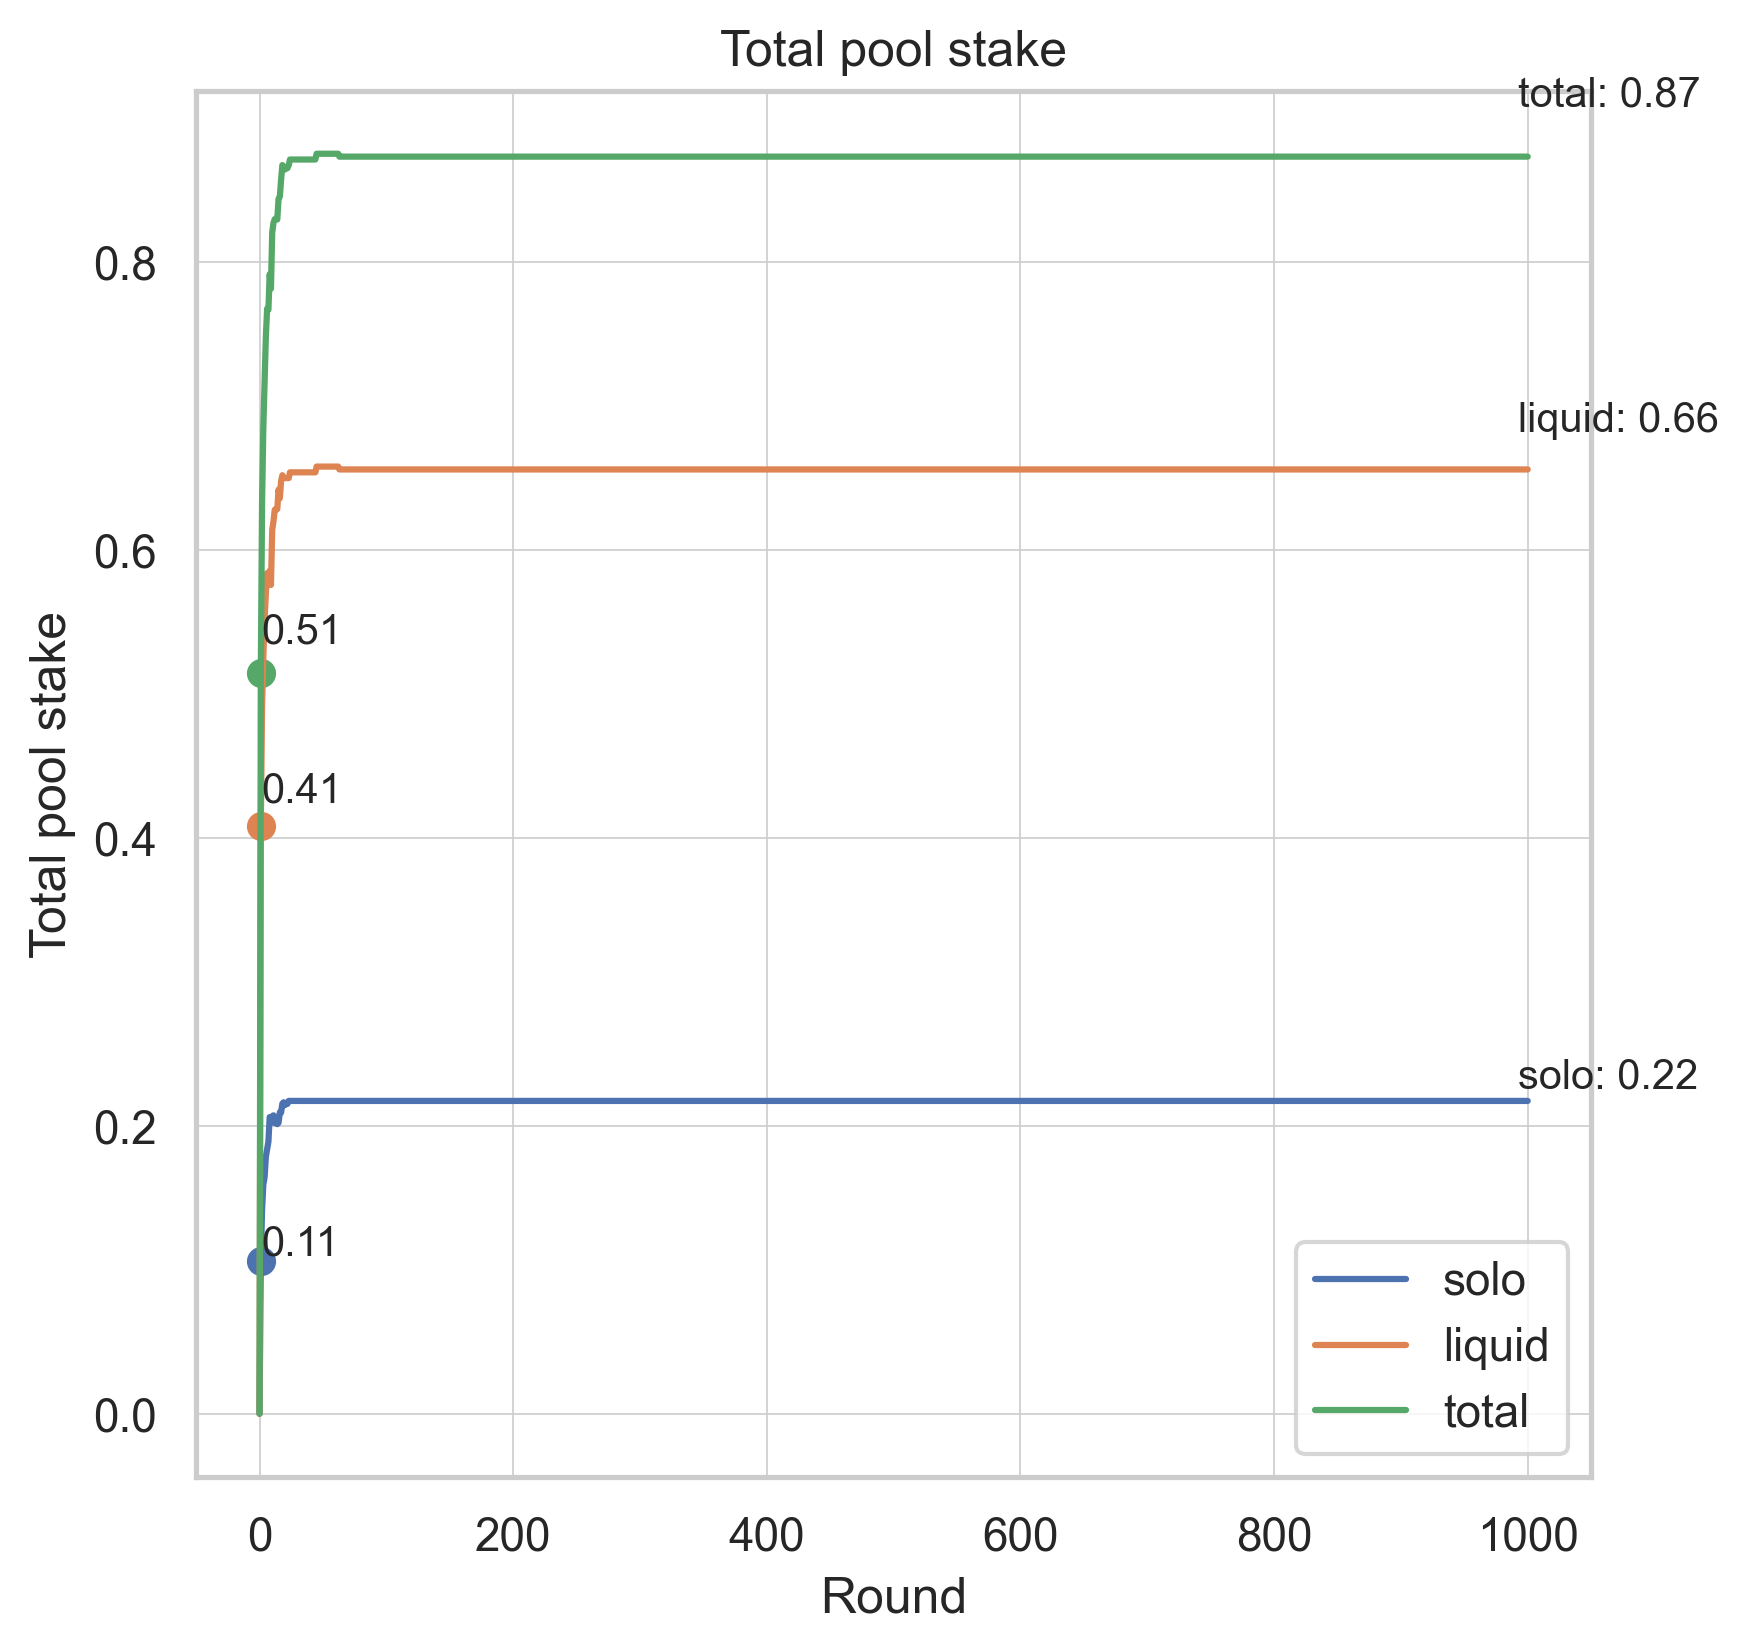 Total pool stake
total: 0.87
liquid: 0.66
solo: 0.22
0.51
0.41
0.11
Total pool stake
0.8
0.6
0.4
0.2
0.0
0
200
400
600
800
1000
Round
solo
liquid
total